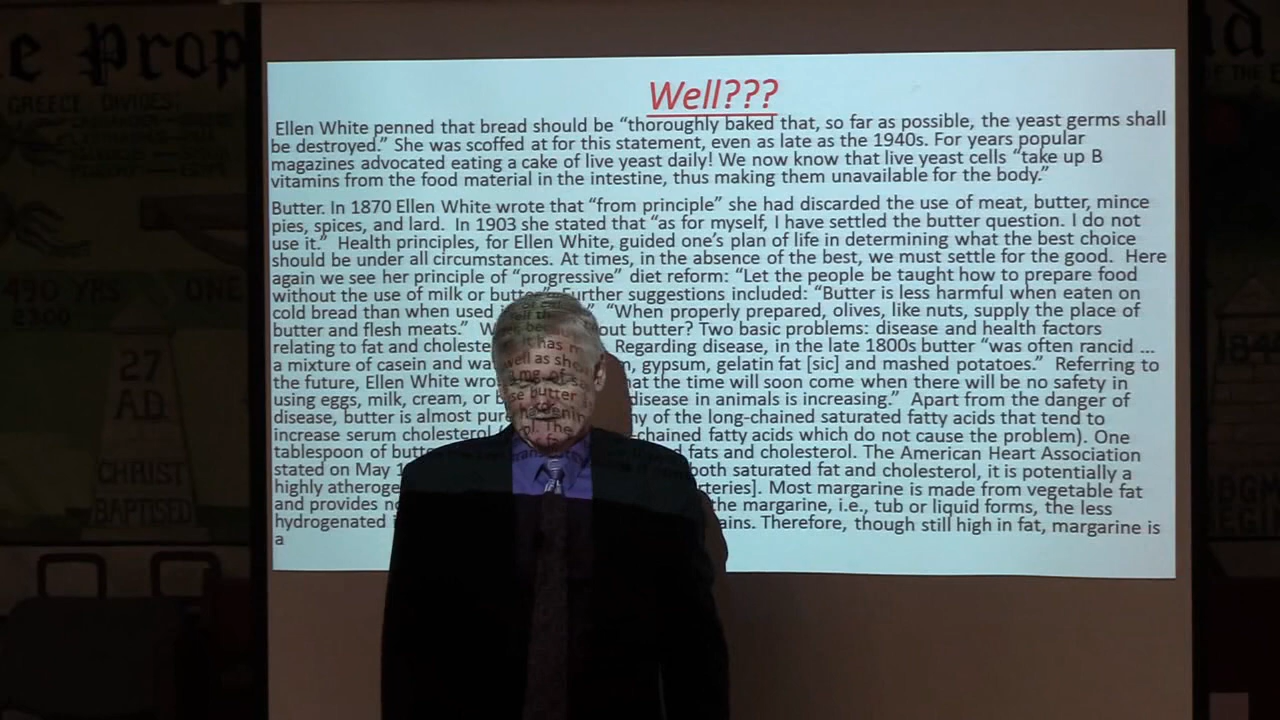 Well???
Ellen White penned that bread should be “thoroughly baked that, so far as possible, the yeast germs shall
be destroyed.” She was scoffed at for this statement, even as late as the 1940s. For years popular
magazines advocated eating a cake of live yeast daily! We now know that live yeast cells “take up B
vitamins from the food material in the intestine, thus making them unavailable for the body.”
Butter. In 1870 Ellen White wrote that “from principle” she had discarded the use of meat, butter, mince
pies, spices, and lard. In 1903 she stated that “as for myself, I have settled the butter question. I do not
use it.” Health principles, for Ellen White, guided one’s plan of life in determining what the best choice
should be under all circumstances. At times, in the absence of the best, we must settle for the good. Here
again we see her principle of “progressive” diet reform: “Let the people be taught how to prepare food
without the use of milk or Further suggestions included: “Butter is less harmful when eaten on
cold bread than when used “When properly prepared, olives, like nuts, supply the place of
butter and flesh meats.” butter? Two basic problems: disease and health factors
relating to fat and Regarding disease, in the late 1800s butter “was often rancid ...
a mixture of casein and gypsum, gelatin fat [sic] and mashed potatoes.” Referring to
the future, Ellen White that the time will soon come when there will be no safety in
using eggs, milk, cream, or disease in animals is increasing.” Apart from the danger of
disease, butter is almost of the long-chained saturated fatty acids that tend to
increase serum cholesterol chained fatty acids which do not cause the problem). One
tablespoon of fats and cholesterol. The American Heart Association
stated on May both saturated fat and cholesterol, it is potentially a
highly Most margarine is made from vegetable fat
and provides the margarine, i.e., tub or liquid forms, the less
hydrogenated Therefore, though still high in fat, margarine is
a
GREECE DIVIDES
490 YRS
2300
27
A.D.
CHRIST
BAPTISED